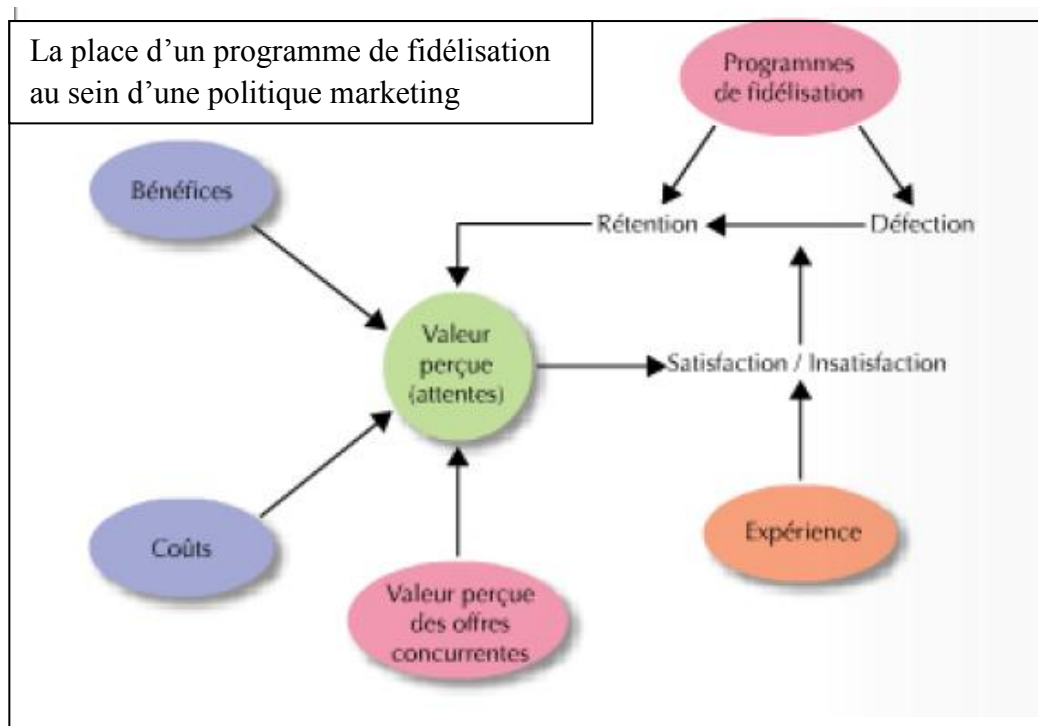 La place d’un programme de fidélisation
au sein d’une politique marketing
Programmes
de fidélisation
Bénéfices
Rétention
Défection
Valeur
perçue
(attentes)
Satisfaction / Insatisfaction
Coûts
Expérience
Valeur perçue
des offres
concurrentes